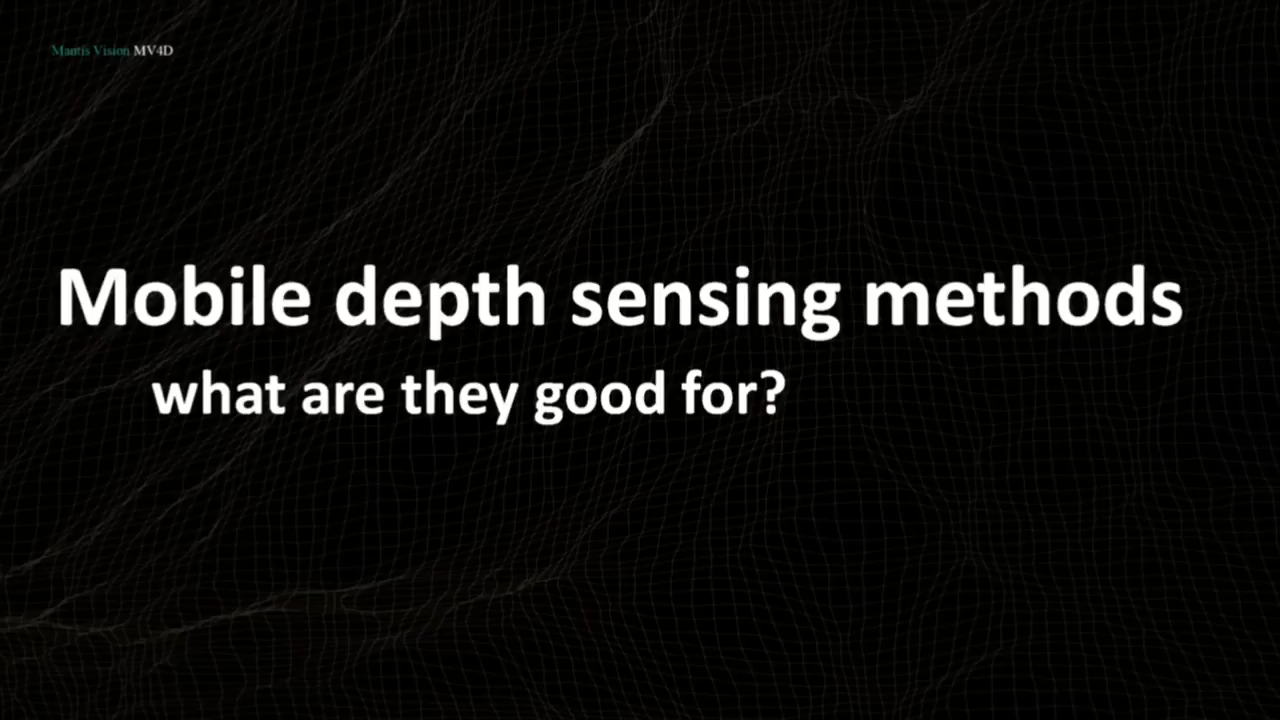 Mantis Vision MV4D
Mobile depth sensing methods
what are they good for?